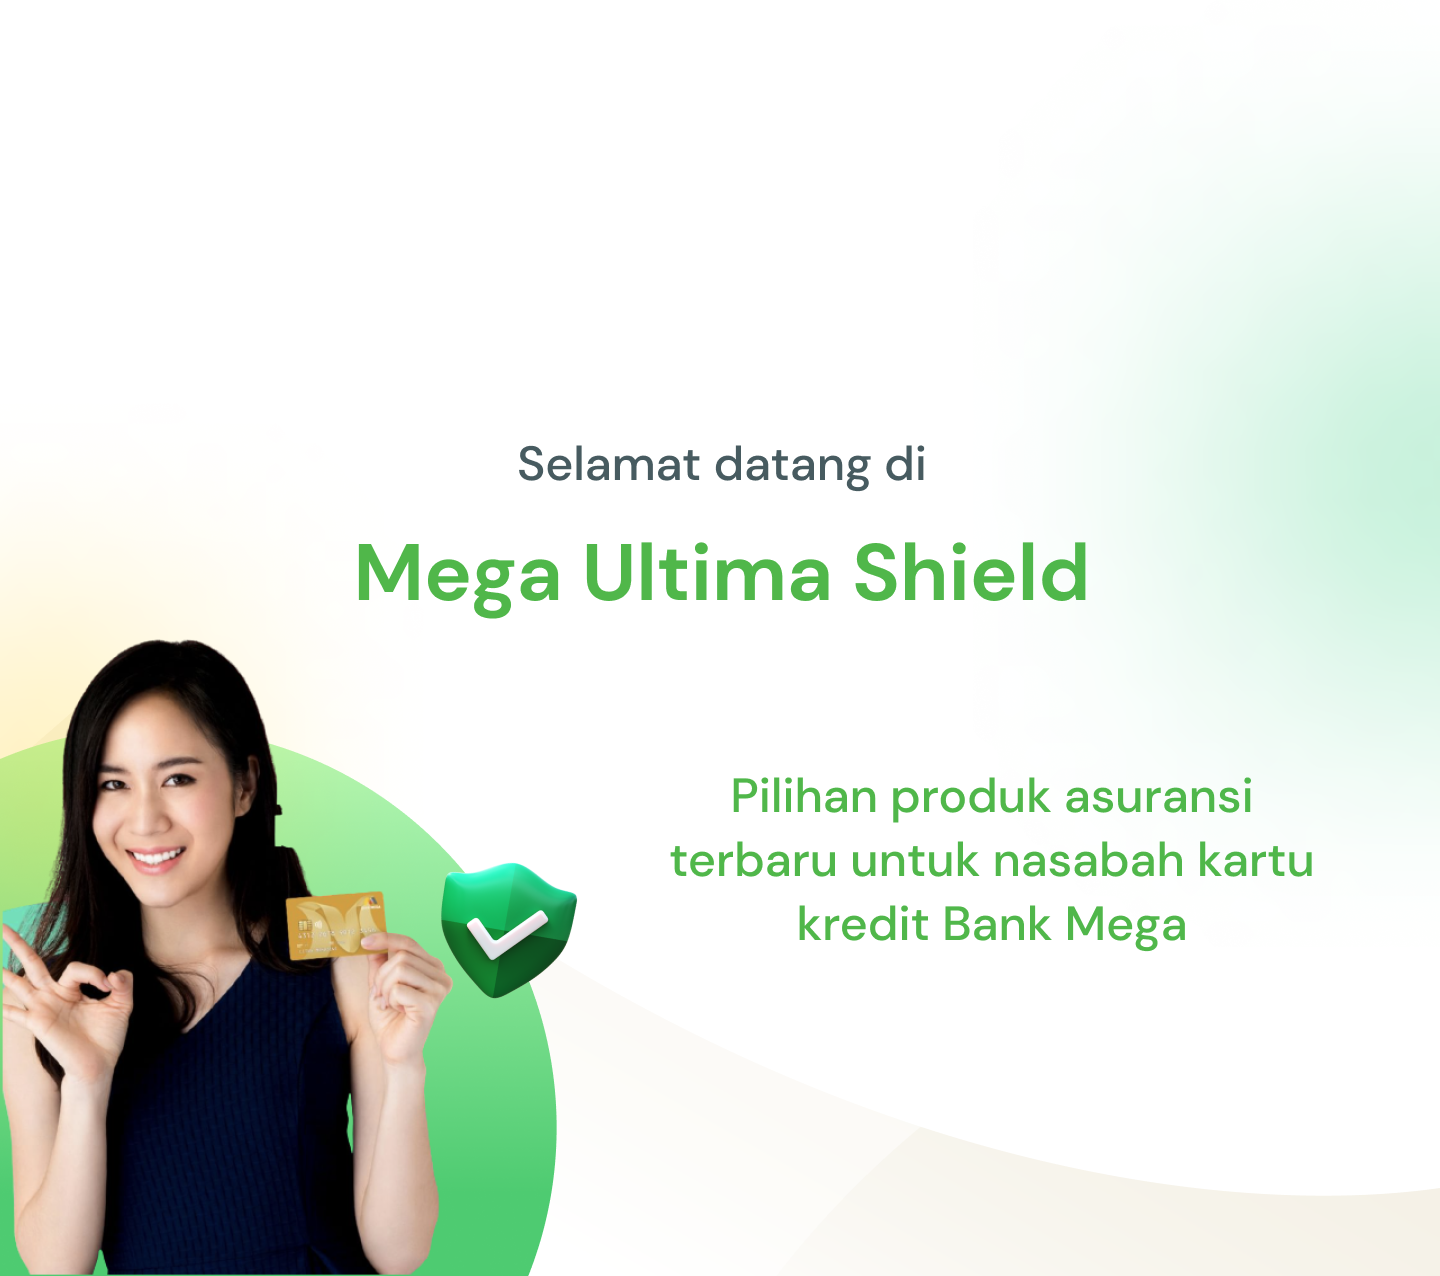 Selamat datang di
Mega Ultima Shield
Pilihan produk asuransi
terbaru untuk nasabah kartu
kredit Bank Mega